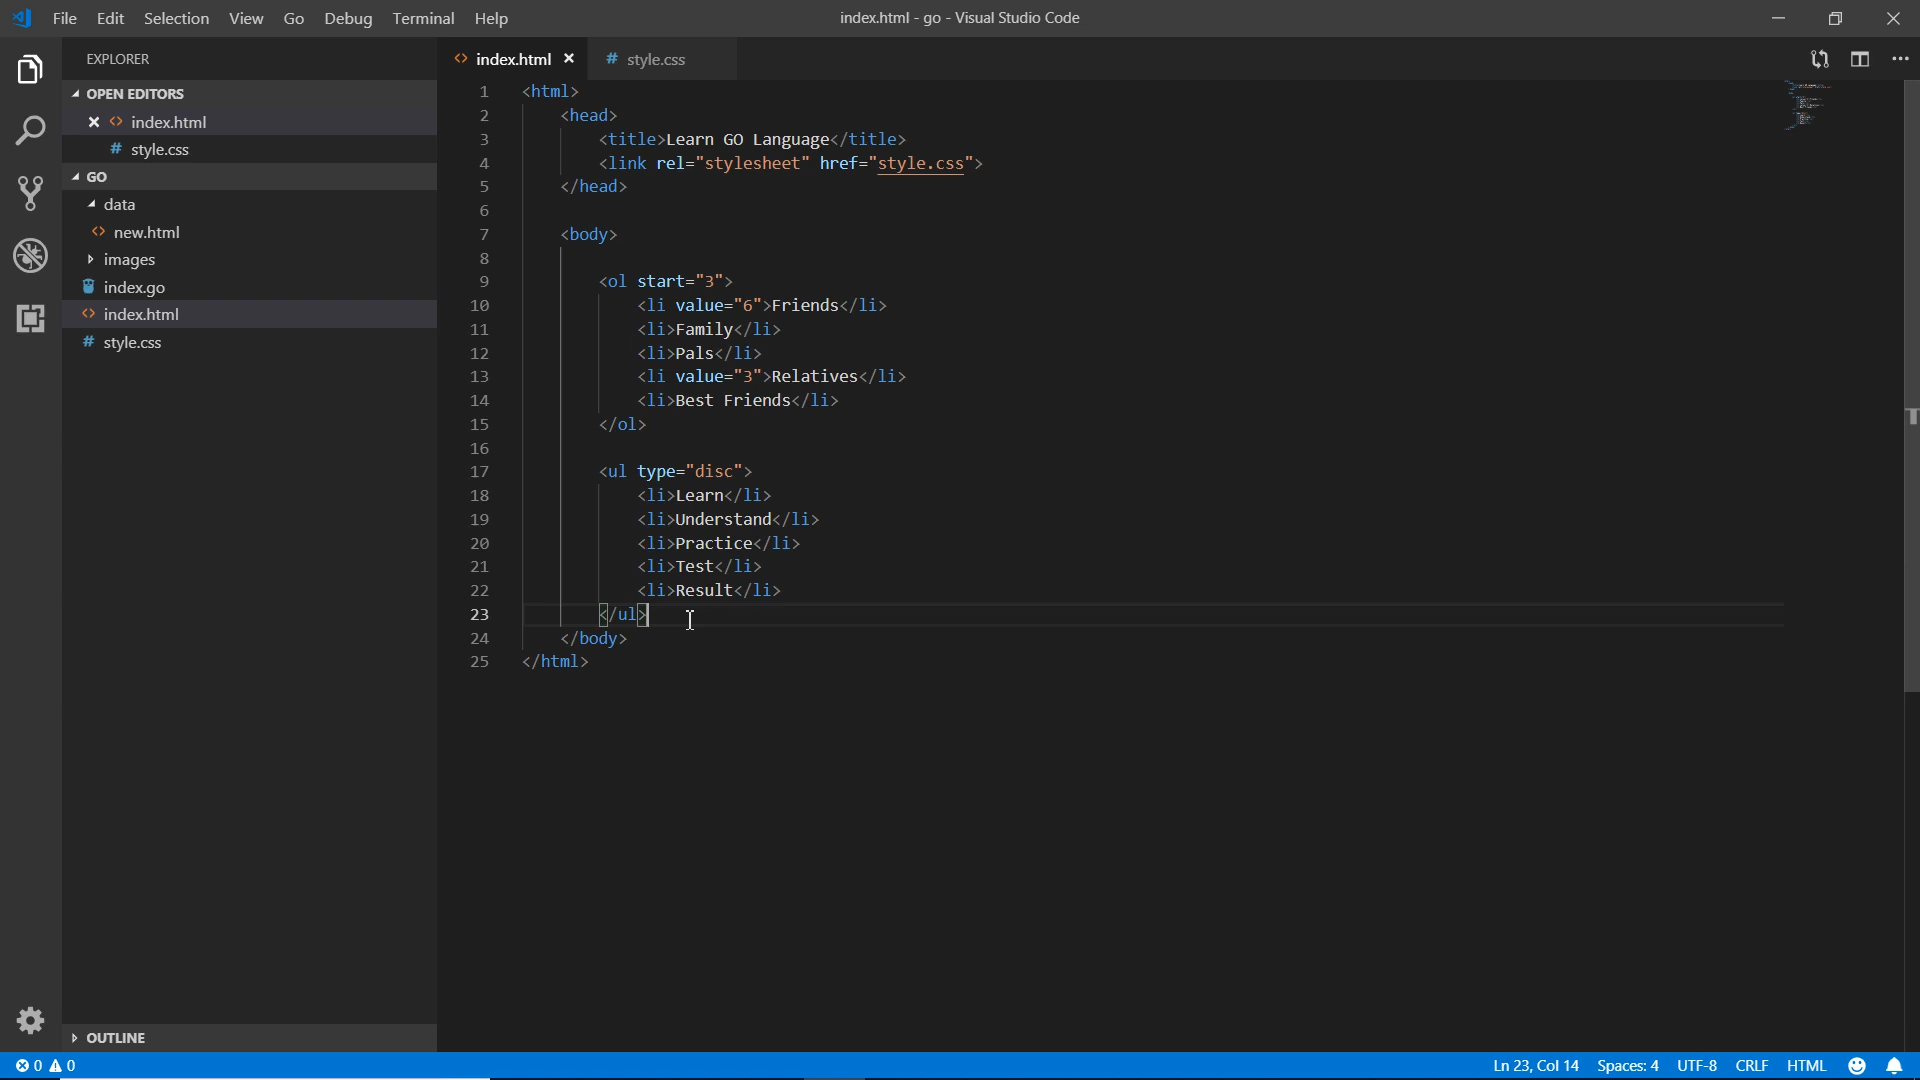 File Edit Selection View Go Debug Terminal Help
index.html - go - Visual Studio Code
EXPLORER
OPEN EDITORS
index.html
style.css
GO
data
new.html
images
index.go
index.html
style.css
OUTLINE
index.html
style.css
1 <html>
2 <head>
3 <title>Learn GO Language</title>
4 <link rel="stylesheet" href="style.css">
5 </head>
6
7 <body>
8
9 <ol start="3">
10 <li value="6">Friends</li>
11 <li>Family</li>
12 <li>Pals</li>
13 <li value="3">Relatives</li>
14 <li>Best Friends</li>
15 </ol>
16
17 <ul type="disc">
18 <li>Learn</li>
19 <li>Understand</li>
20 <li>Practice</li>
21 <li>Test</li>
22 <li>Result</li>
23 </ul>
24 </body>
25 </html>
0 0
Ln 23, Col 14 Spaces: 4 UTF-8 CRLF HTML